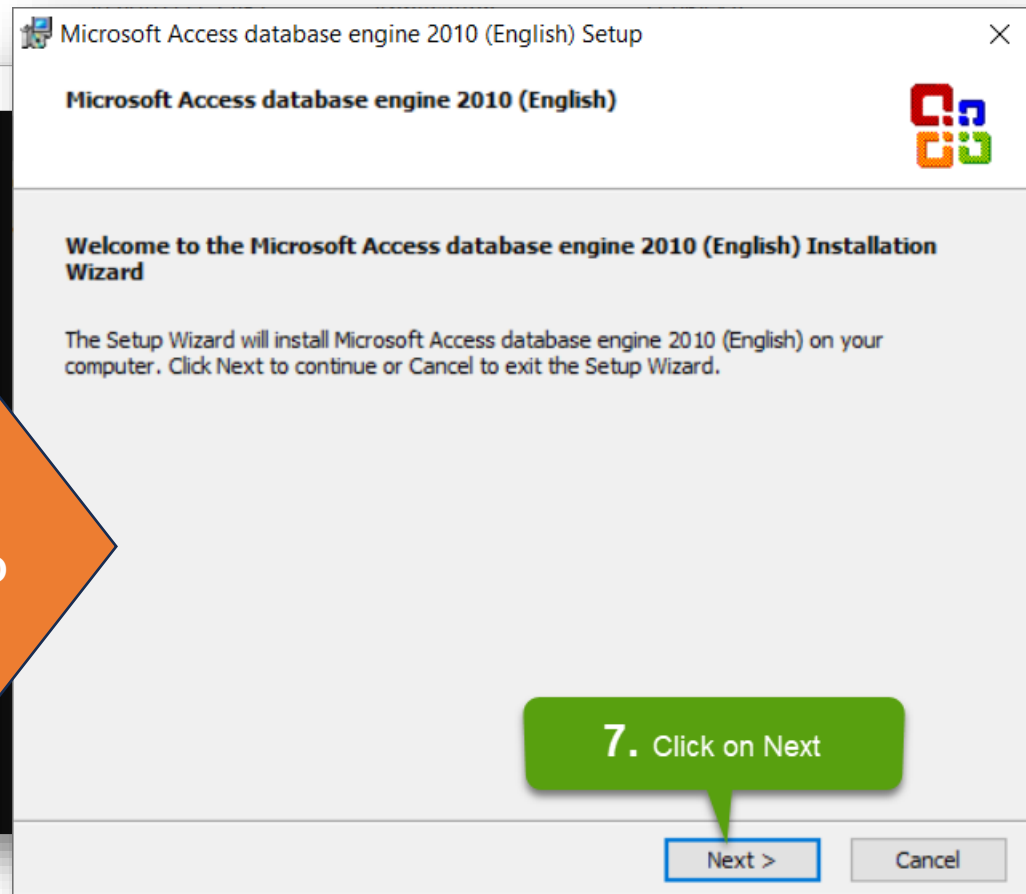 Microsoft Access database engine 2010 (English) Setup
Microsoft Access database engine 2010 (English)
Welcome to the Microsoft Access database engine 2010 (English) Installation
Wizard
The Setup Wizard will install Microsoft Access database engine 2010 (English) on your
computer. Click Next to continue or Cancel to exit the Setup Wizard.
7. Click on Next
Next >
Cancel